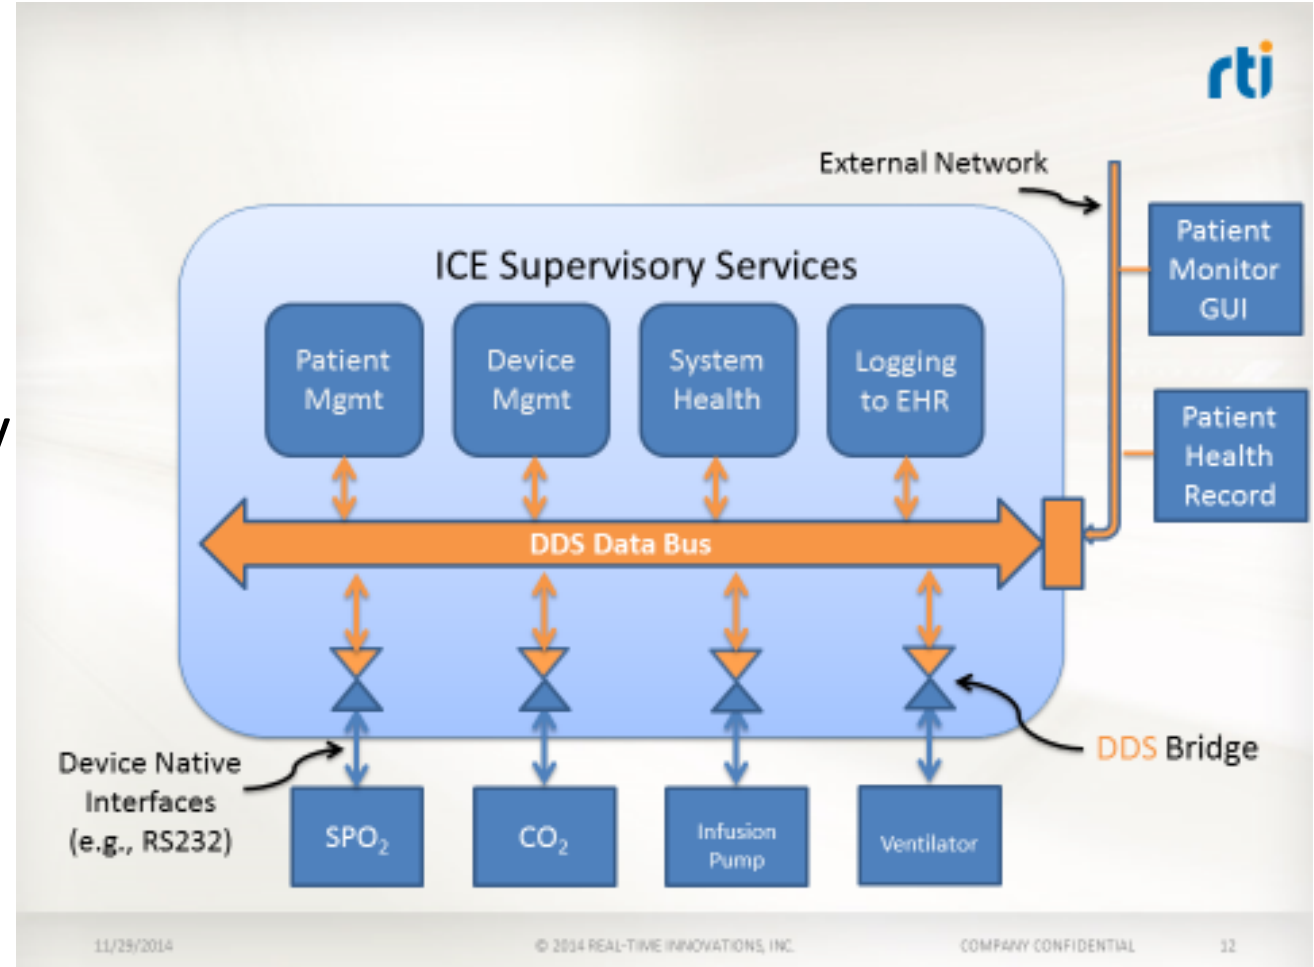 rti
External Network
Patient
Monitor
GUI
ICE Supervisory Services
Patient
Mgmt
Device
Mgmt
System
Health
Logging
to EHR
y
Patient
Health
Record
DDS Data Bus
DDS Bridge
Device Native
Interfaces
(e.g., RS232)
SPO₂
CO₂
Infusion
Pump
Ventilator
11/29/2014
© 2014 REAL-TIME INNOVATIONS, INC.
COMPANY CONFIDENTIAL
12